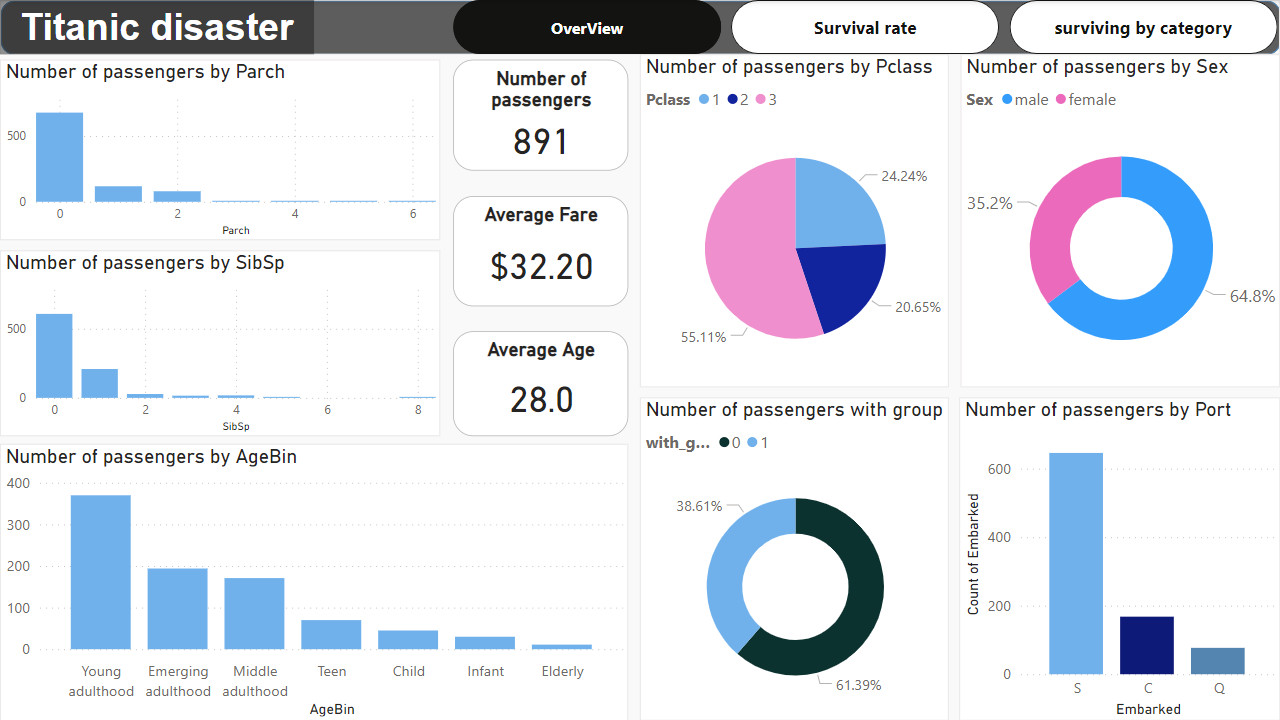 Titanic disaster
OverView
Survival rate
surviving by category
Number of passengers by Parch
500
0
0 2 4 6
Parch
Number of passengers by SibSp
500
0
0 2 4 6 8
SibSp
Number of
passengers
891
Average Fare
$32.20
Average Age
28.0
Number of passengers by Pclass
Pclass 1 2 3
24.24%
20.65%
55.11%
Number of passengers by Sex
Sex male female
35.2%
64.8%
Number of passengers by AgeBin
400
300
200
100
0
Young
adulthood
Emerging
adulthood
Middle
adulthood
Teen
Child
Infant
Elderly
AgeBin
Number of passengers with group
with_g... 0 1
38.61%
61.39%
Number of passengers by Port
Count of Embarked
600
400
200
0
S C Q
Embarked